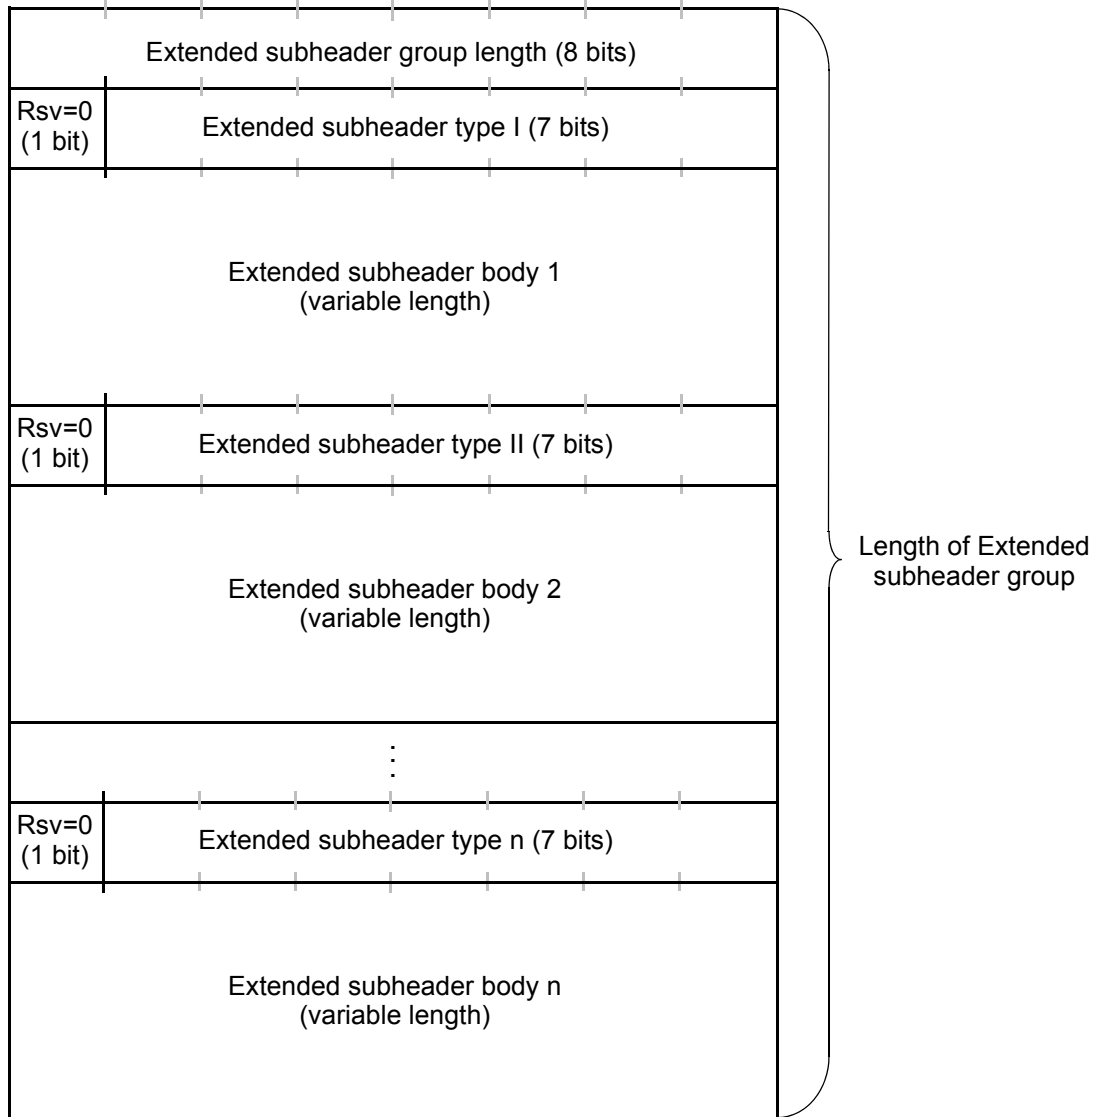 Extended subheader group length (8 bits)
Rsv=0
(1 bit)
Extended subheader type I (7 bits)
Extended subheader body 1
(variable length)
Rsv=0
(1 bit)
Extended subheader type II (7 bits)
Extended subheader body 2
(variable length)
Length of Extended
subheader group
⋮
Rsv=0
(1 bit)
Extended subheader type n (7 bits)
Extended subheader body n
(variable length)